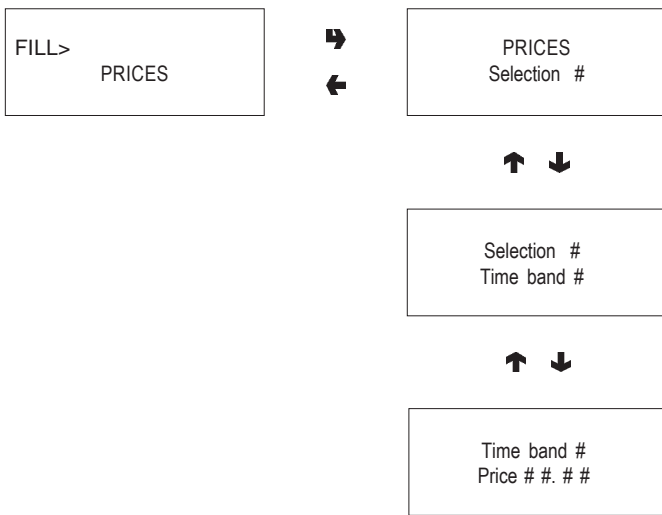 FILL>
PRICES
PRICES
Selection #
Selection #
Time band #
Time band #
Price # #. # #